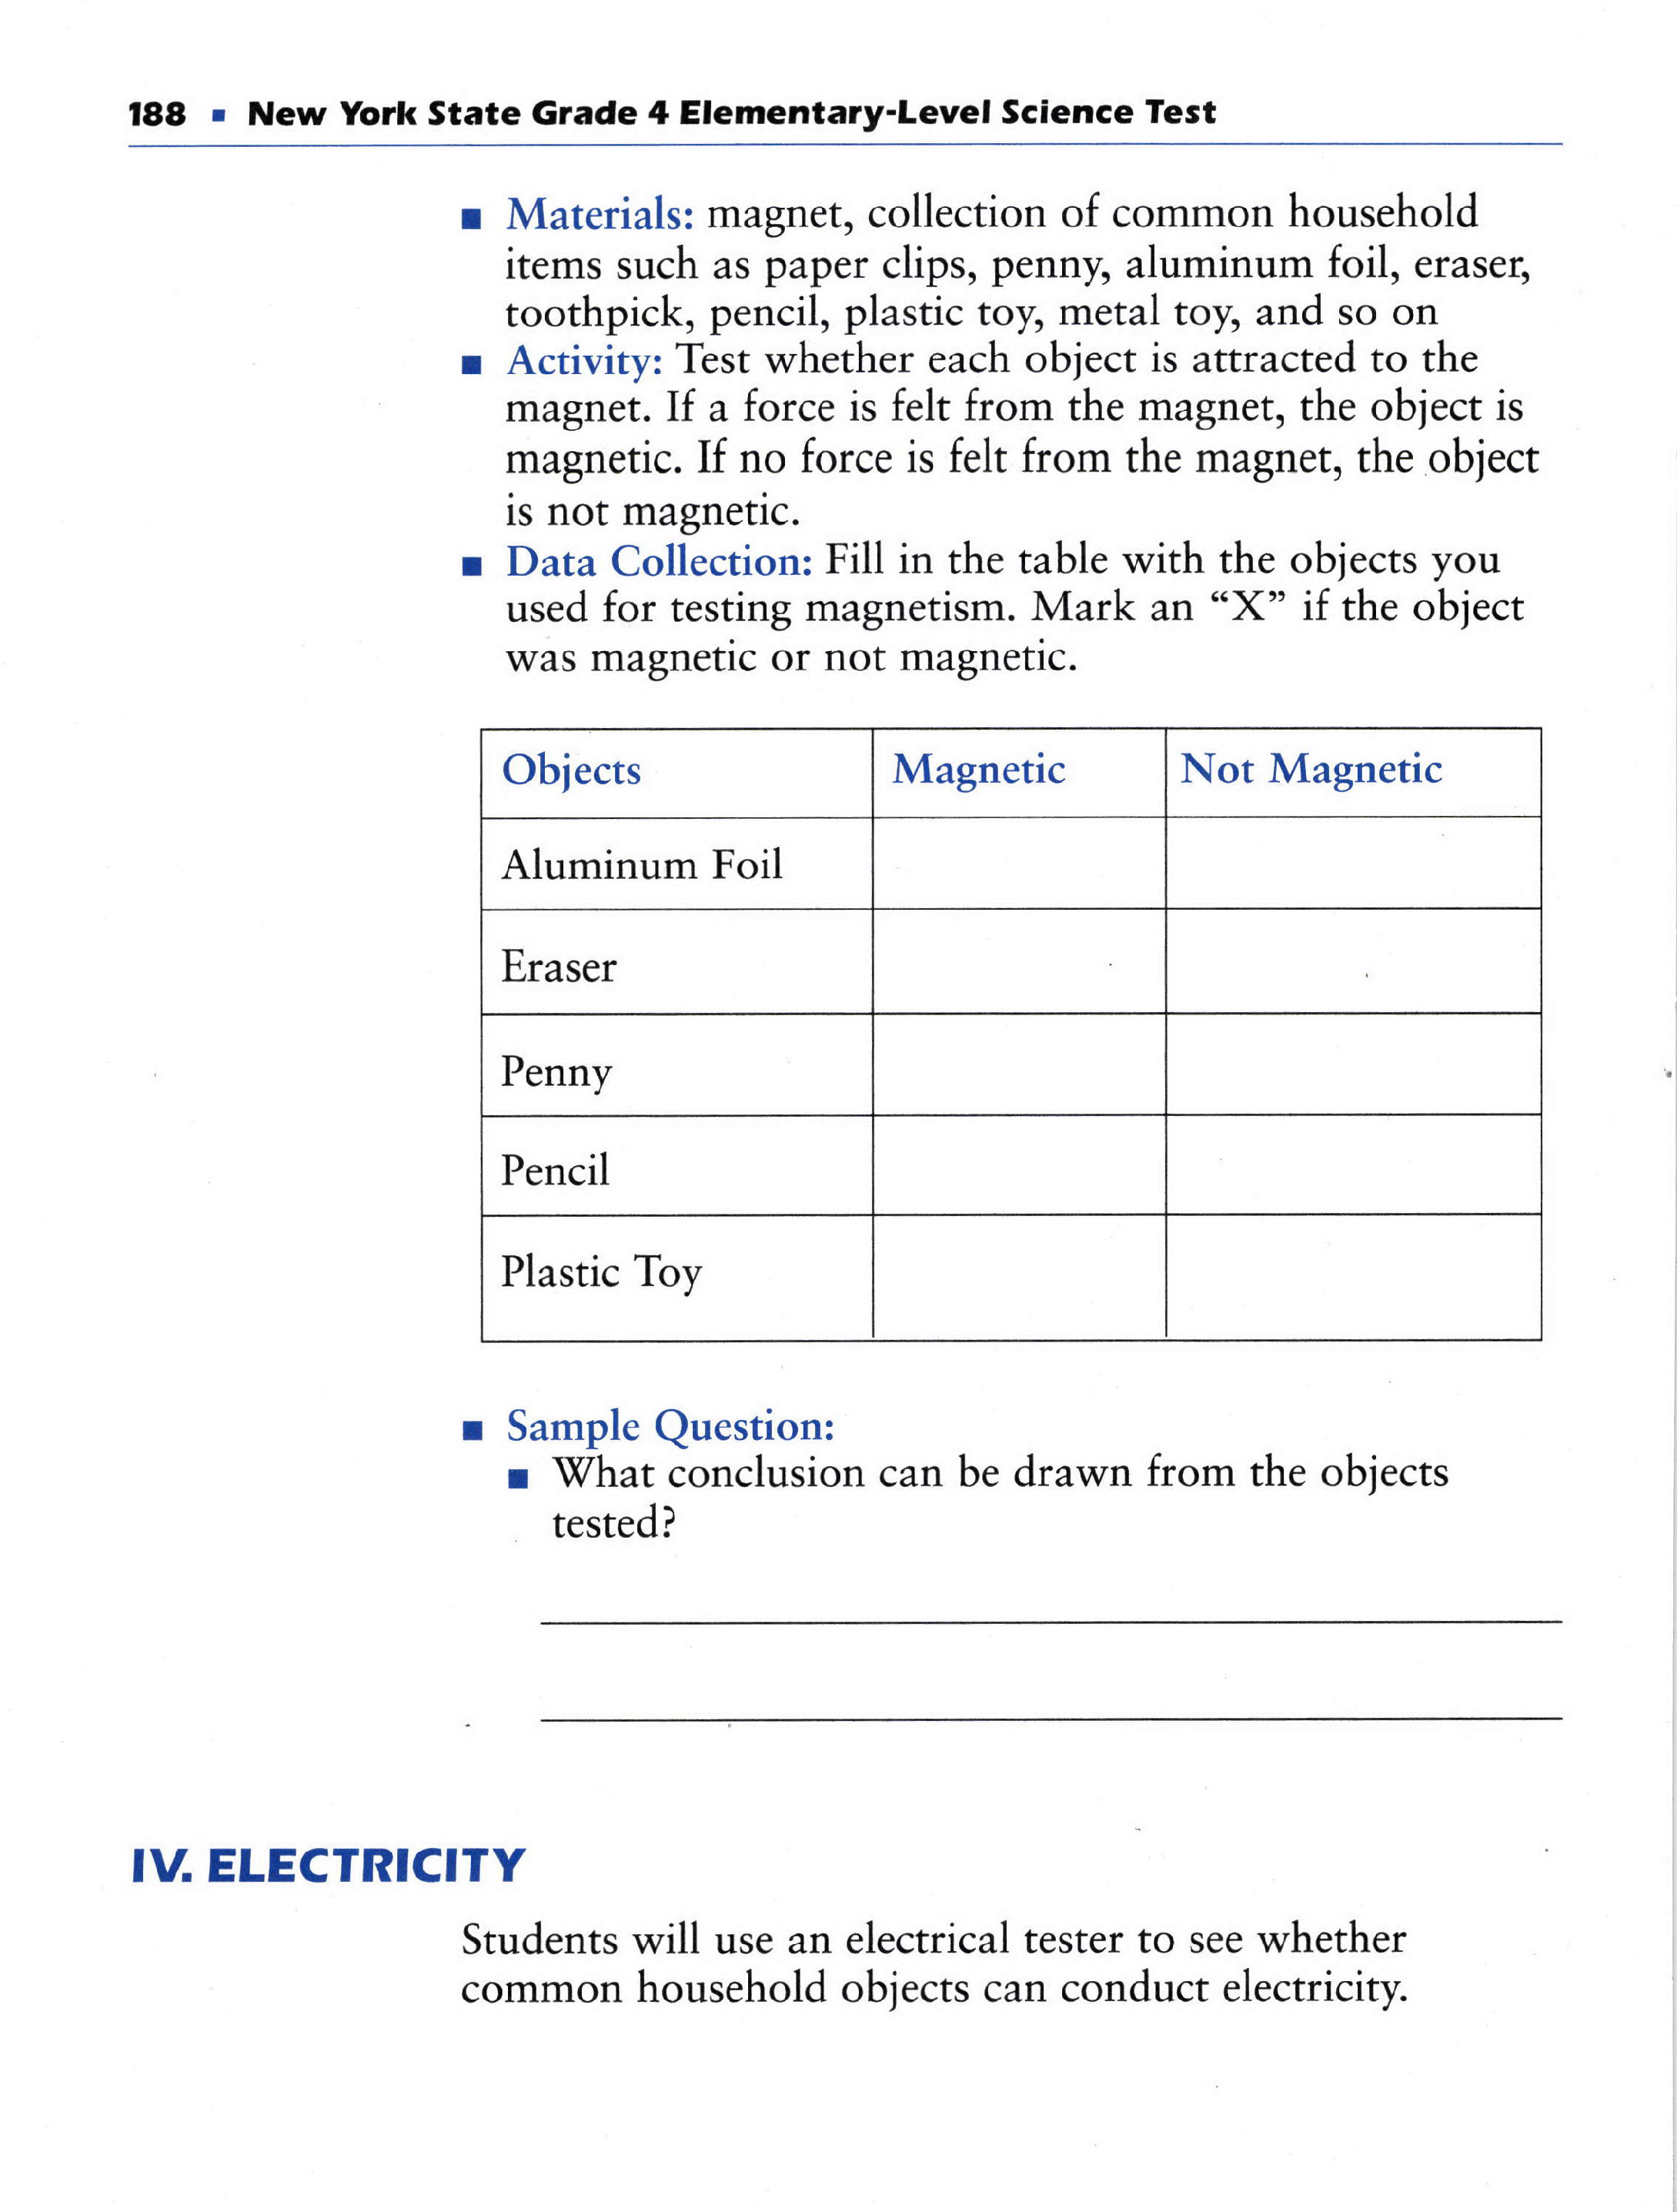 188 ▪ New York State Grade 4 Elementary-Level Science Test
▪ Materials: magnet, collection of common household
items such as paper clips, penny, aluminum foil, eraser,
toothpick, pencil, plastic toy, metal toy, and so on
▪ Activity: Test whether each object is attracted to the
magnet. If a force is felt from the magnet, the object is
magnetic. If no force is felt from the magnet, the object
is not magnetic.
▪ Data Collection: Fill in the table with the objects you
used for testing magnetism. Mark an “X” if the object
was magnetic or not magnetic.
Objects Magnetic Not Magnetic
Aluminum Foil
Eraser
Penny
Pencil
Plastic Toy
▪ Sample Question:
▪ What conclusion can be drawn from the objects
tested?
IV. ELECTRICITY
Students will use an electrical tester to see whether
common household objects can conduct electricity.